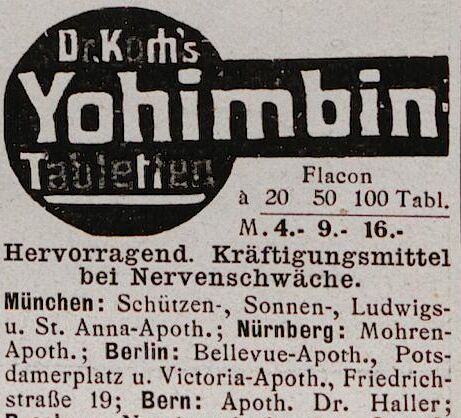 Dr. Koch's
Yohimbin
Tabletten
Flacon
à 20 50 100 Tabl.
M. 4.- 9.- 16.-
Hervorragend. Kräftigungsmittel
bei Nervenschwäche.
München: Schützen-, Sonnen-, Ludwigs-
u. St. Anna-Apoth.; Nürnberg: Mohren-
Apoth.; Berlin: Bellevue-Apoth., Pots-
damerplatz u. Victoria-Apoth., Friedrich-
straße 19; Bern: Apoth. Dr. Haller;